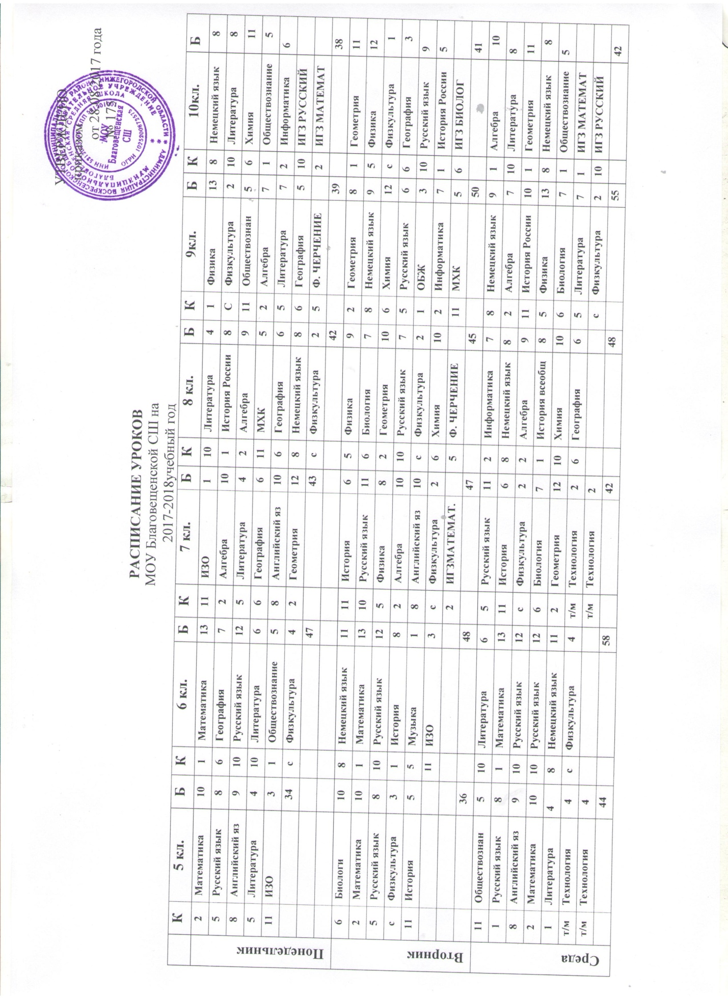 УТВЕРЖДЕНО
приказом
от 28.08.2017 года
№ 175
МОУ
Благовещенская
СШ
РАСПИСАНИЕ УРОКОВ
МОУ Благовещенской СШ на
2017-2018учебный год
К 5 кл. Б К 6 кл. Б К 7 кл. Б К 8 кл. Б К 9кл. Б К 10кл. Б
Понедельник
2 Математика 10 1 Математика 13 11 ИЗО 1 10 Литература 4 1 Физика 13 8 Немецкий язык 8
5 Русский язык 8 6 География 7 2 Алгебра 10 1 История России 8 С Физкультура 2 10 Литература 8
8 Английский яз 9 10 Русский язык 12 5 Литература 4 2 Алгебра 9 11 Обществознан 5 6 Химия 11
5 Литература 4 10 Литература 6 6 География 6 11 МХК 5 2 Алгебра 7 1 Обществознание 5
11 ИЗО 3 1 Обществознание 5 8 Английский яз 10 6 География 6 5 Литература 7 2 Информатика 6
34 с Физкультура 4 2 Геометрия 12 8 Немецкий язык 8 6 География 5 10 ИГЗ РУССКИЙ
47 43 с Физкультура 2 5 Ф. ЧЕРЧЕНИЕ 2 ИГЗ МАТЕМАТ
42 39 38
Вторник
6 Биологи 10 8 Немецкий язык 11 11 История 6 5 Физика 9 2 Геометрия 8 1 Геометрия 11
2 Математика 10 1 Математика 13 10 Русский язык 11 6 Биология 7 8 Немецкий язык 9 5 Физика 12
5 Русский язык 8 10 Русский язык 12 5 Физика 8 2 Геометрия 10 6 Химия 12 с Физкультура 1
с Физкультура 3 1 История 8 2 Алгебра 10 10 Русский язык 7 5 Русский язык 6 6 География 3
11 История 5 5 Музыка 1 8 Английский яз 10 с Физкультура 2 1 ОБЖ 3 10 Русский язык 9
11 ИЗО 3 с Физкультура 2 6 Химия 10 2 Информатика 7 1 История России 5
2 ИГЗМАТЕМАТ. 5 Ф. ЧЕРЧЕНИЕ 11 МХК 5 6 ИГЗ БИОЛОГ
36 48 47 45 50 41
Среда
11 Обществознан 5 10 Литература 6 5 Русский язык 11 2 Информатика 7 8 Немецкий язык 9 1 Алгебра 10
1 Русский язык 8 1 Математика 13 11 История 6 8 Немецкий язык 8 2 Алгебра 7 10 Литература 8
8 Английский яз 9 10 Русский язык 12 с Физкультура 2 2 Алгебра 9 11 История России 10 1 Геометрия 11
2 Математика 10 10 Русский язык 12 6 Биология 7 1 История всеобщ 8 5 Физика 13 8 Немецкий язык 8
1 Литература 4 8 Немецкий язык 11 2 Геометрия 12 10 Химия 10 6 Биология 7 1 Обществознание 5
т/м Технология 4 с Физкультура 4 т/м Технология 2 6 География 6 5 Литература 7 1 ИГЗ МАТЕМАТ
т/м Технология 4 т/м Технология 2 с Физкультура 2 10 ИГЗ РУССКИЙ
44 58 42 48 55 42